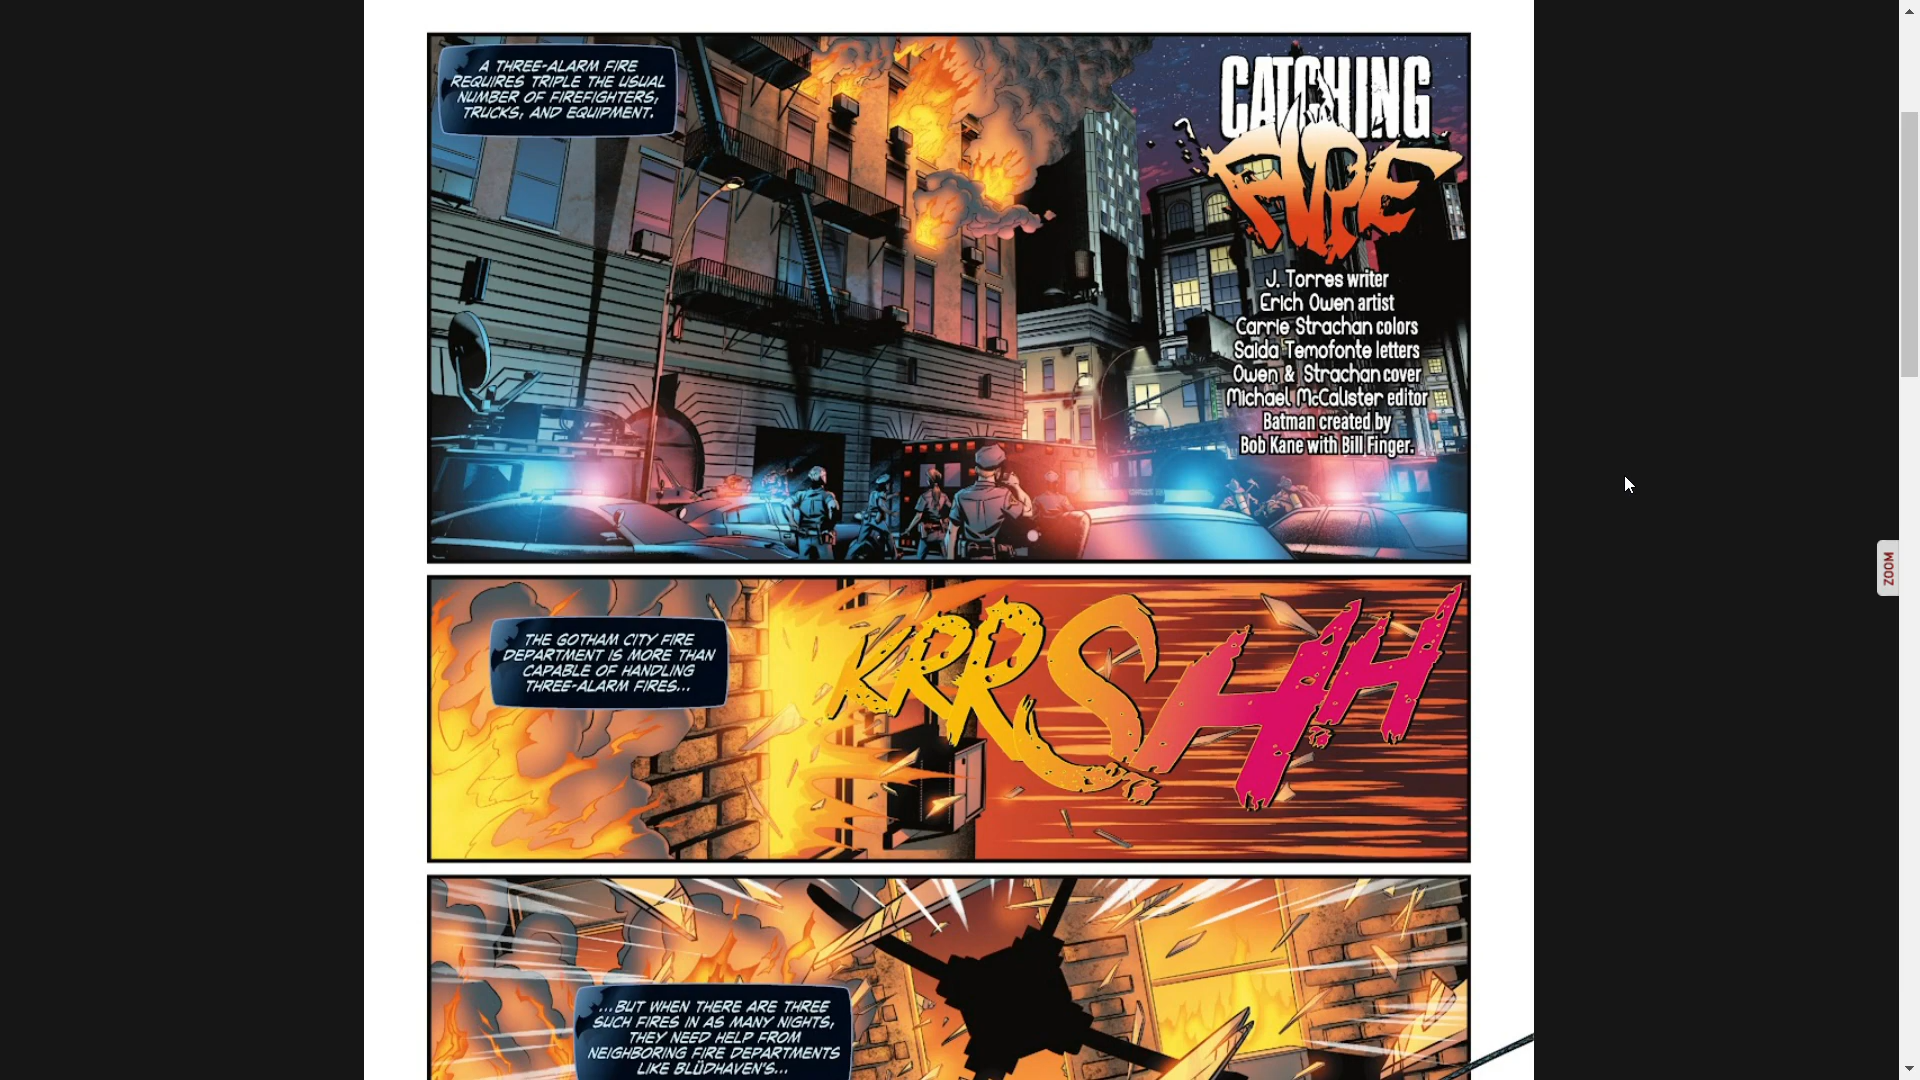 A THREE-ALARM FIRE
REQUIRES TRIPLE THE USUAL
NUMBER OF FIREFIGHTERS,
TRUCKS, AND EQUIPMENT.
CATCHING
FIRE
J. Torres writer
Erich Owen artist
Carrie Strachan colors
Saida Temofonte letters
Owen & Strachan cover
Michael McCalister editor
Batman created by
Bob Kane with Bill Finger.
THE GOTHAM CITY FIRE
DEPARTMENT IS MORE THAN
CAPABLE OF HANDLING
THREE-ALARM FIRES...
KRRSHHH
...BUT WHEN THERE ARE THREE
SUCH FIRES IN AS MANY NIGHTS,
THEY NEED HELP FROM
NEIGHBORING FIRE DEPARTMENTS
LIKE BLÜDHAVEN'S...
ZOOM